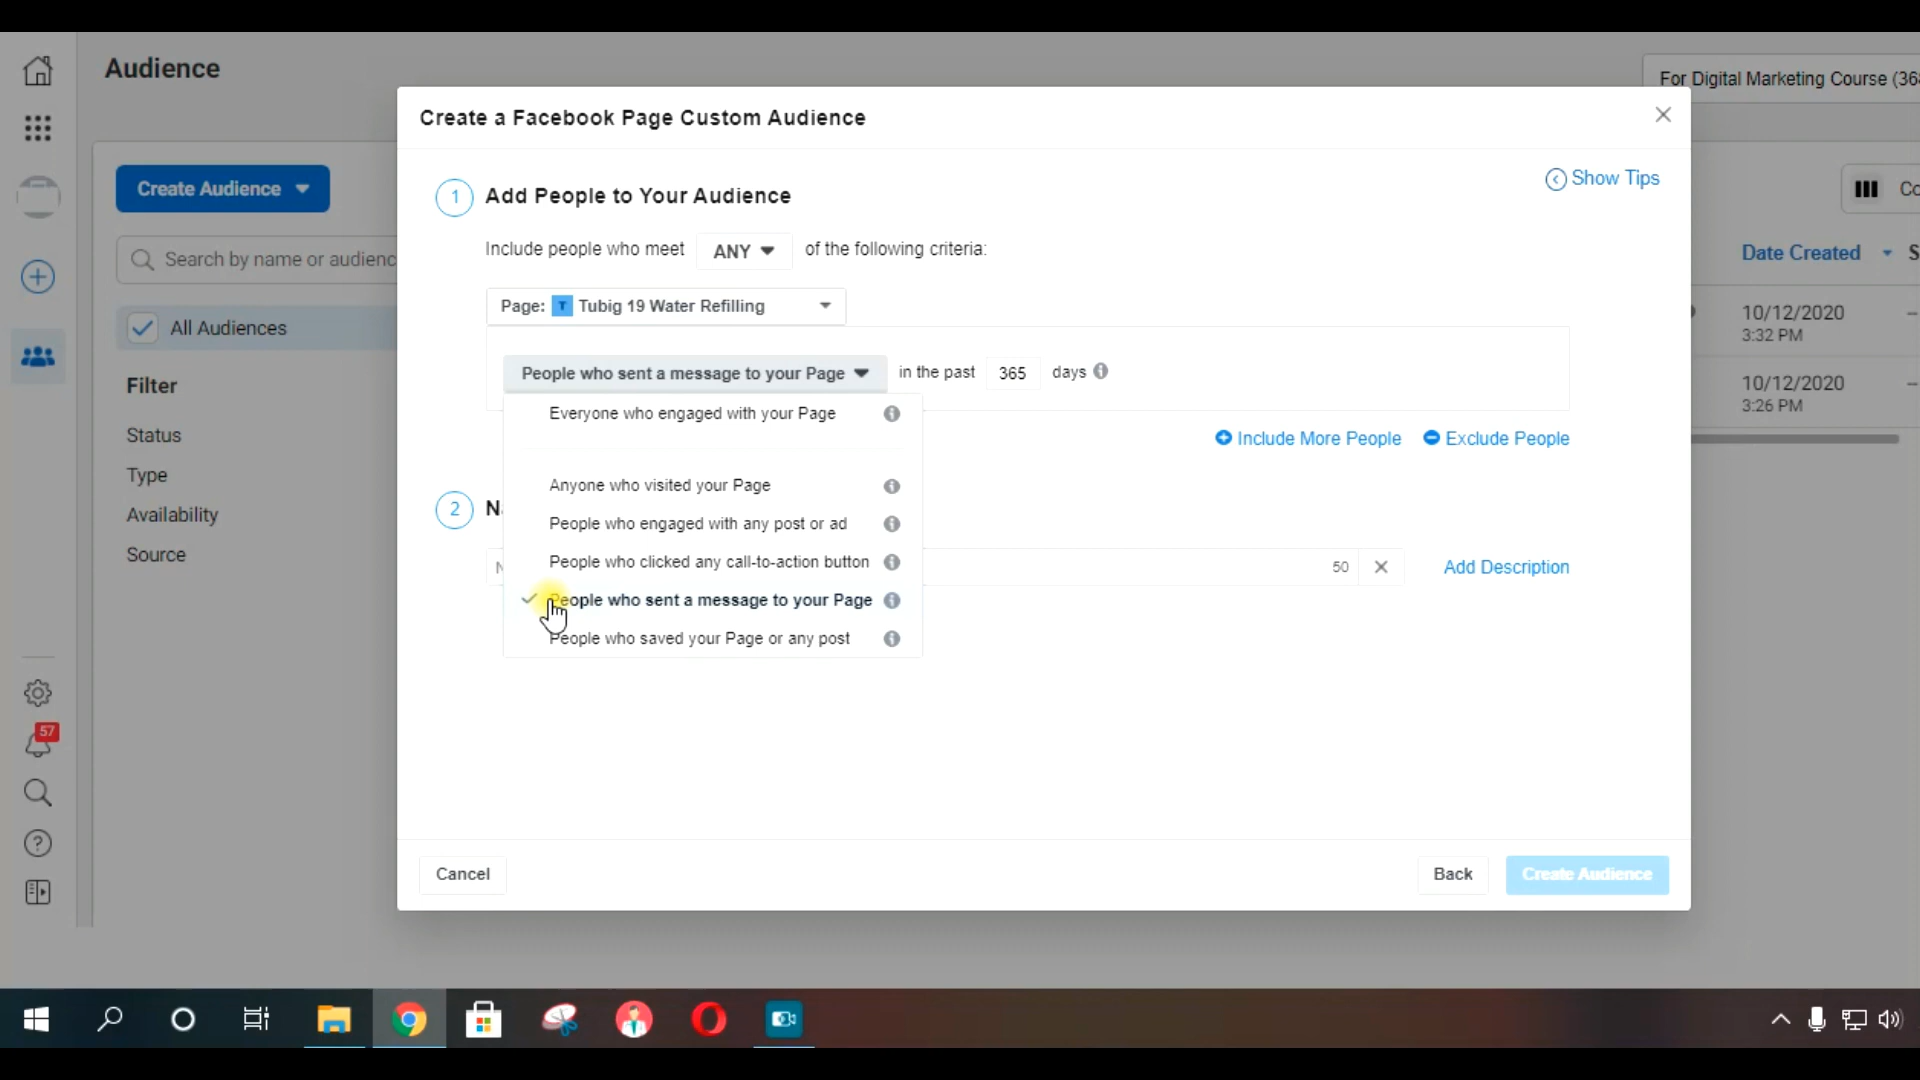 Audience
For Digital Marketing Course (36
Create a Facebook Page Custom Audience
Show Tips
Create Audience
1
Add People to Your Audience
Include people who meet ANY of the following criteria:
Search by name or audienc
Date Created
Page: T Tubig 19 Water Refilling
All Audiences
10/12/2020
3:32 PM
People who sent a message to your Page in the past 365 days
Filter
10/12/2020
3:26 PM
Everyone who engaged with your Page
Status
Include More People Exclude People
Type
Anyone who visited your Page
2
Availability
People who engaged with any post or ad
Source
People who clicked any call-to-action button
50
Add Description
People who sent a message to your Page
People who saved your Page or any post
57
Cancel
Back
Create Audience